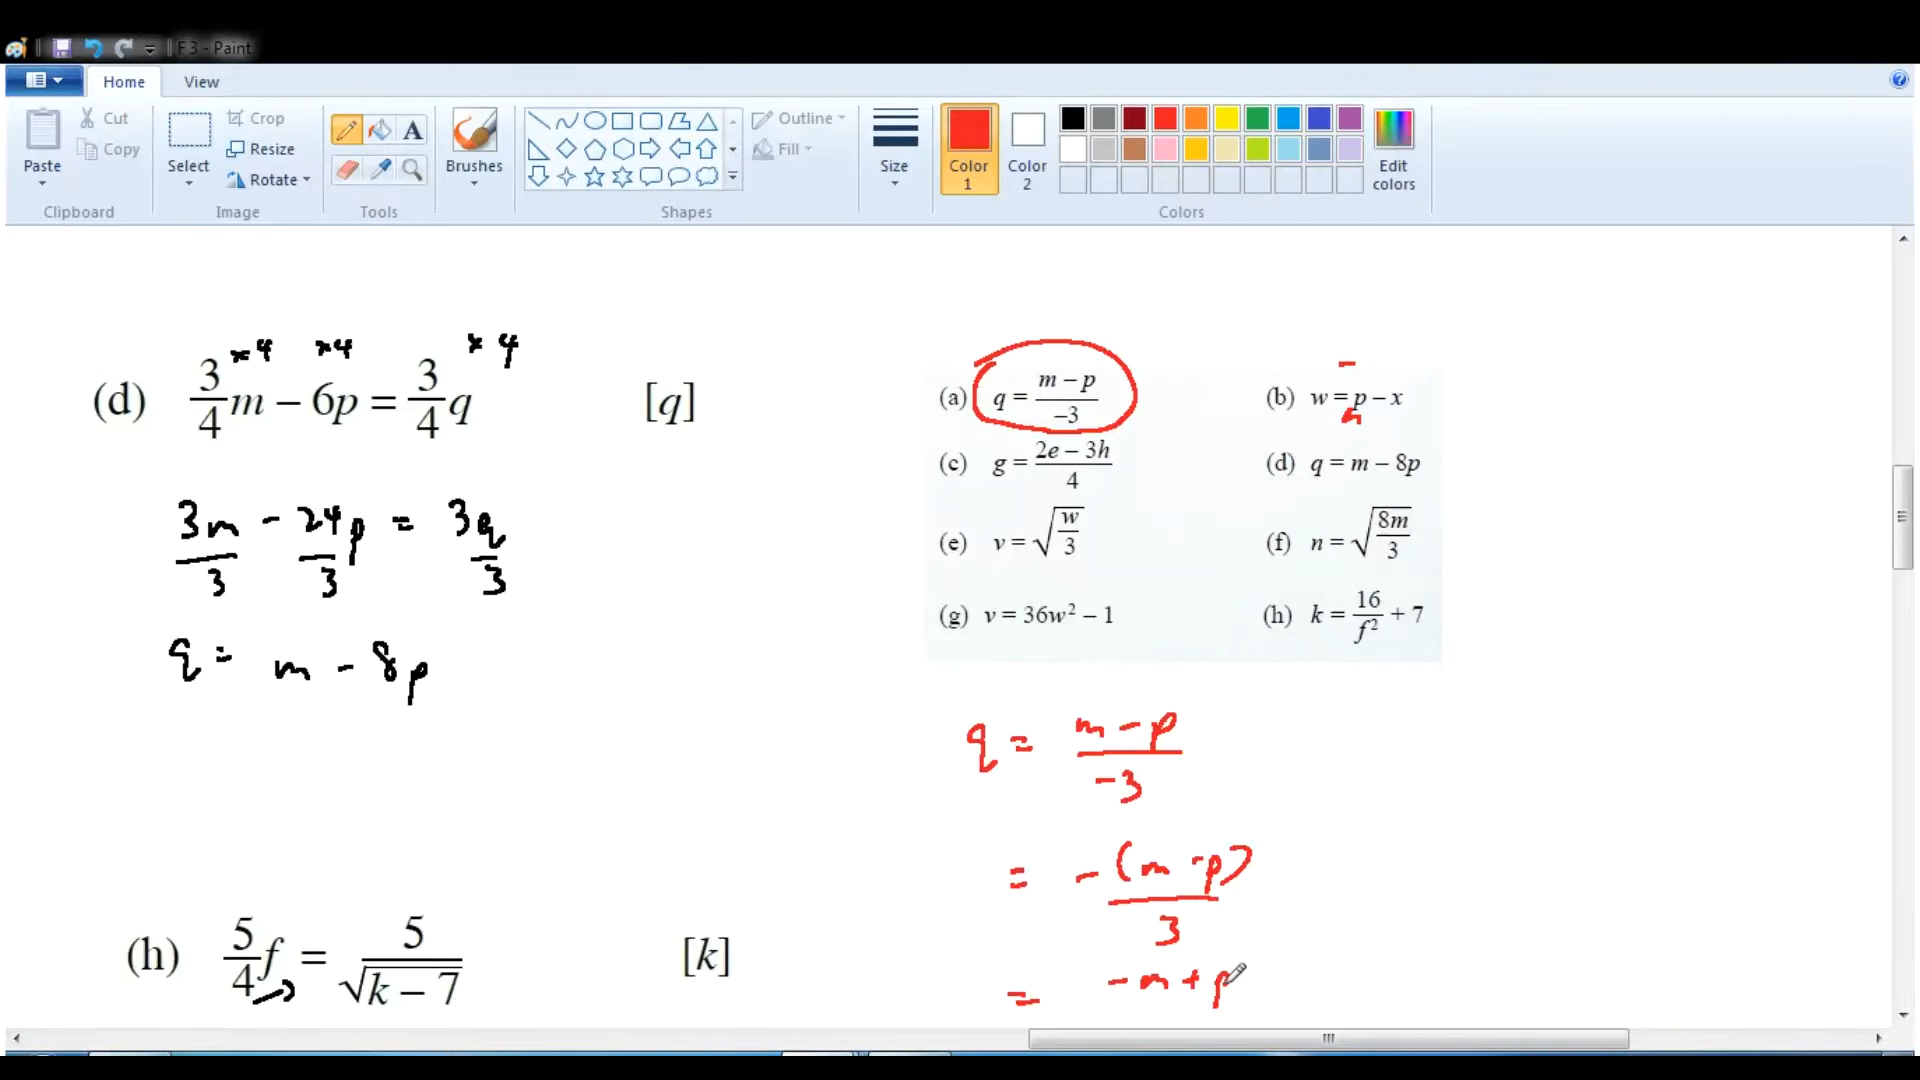 F3 - Paint
Home View
Paste
Cut
Copy
Clipboard
Select
Crop
Resize
Rotate
Image
A
Tools
Brushes
Shapes
Outline
Fill
Size
Color 1
Color 2
Edit colors
Colors
×4 ×4 ×4
(d) 3/4 m − 6p = 3/4 q [q]
3m/3 - 24p/3 = 3q/3
q = m - 8p
(h) 5/4 f = 5/√(k − 7) [k]
(a) q = (m − p)/−3 (b) w = p − x
(c) g = (2e − 3h)/4 (d) q = m − 8p
(e) v = √(w/3) (f) n = √(8m/3)
(g) v = 36w² − 1 (h) k = 16/f² + 7
q = (m - p)/-3
= -(m - p)/3
= -m + p